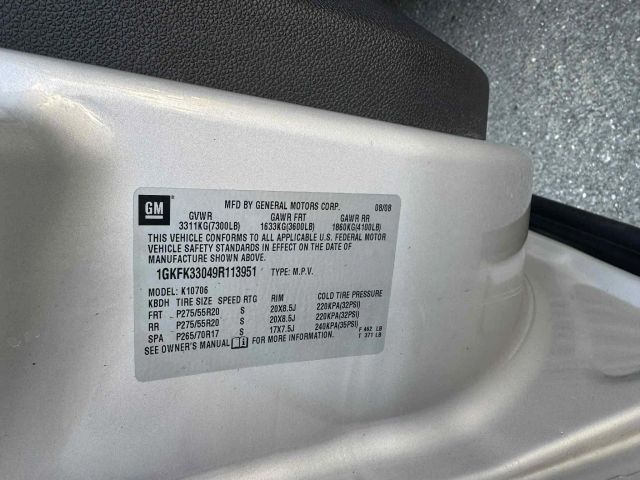 GM MFD BY GENERAL MOTORS CORP. 08/08
GVWR GAWR FRT GAWR RR
3311KG(7300LB) 1633KG(3600LB) 1860KG(4100LB)
THIS VEHICLE CONFORMS TO ALL APPLICABLE U.S. FEDERAL MOTOR
VEHICLE SAFETY STANDARDS IN EFFECT ON THE DATE OF
MANUFACTURE SHOWN ABOVE.
1GKFK33049R113951 TYPE: M.P.V.
MODEL: K10706
KBDH TIRE SIZE SPEED RTG RIM COLD TIRE PRESSURE
FRT P275/55R20 S 20X8.5J 220KPA(32PSI)
RR P275/55R20 S 20X8.5J 220KPA(32PSI)
SPA P265/70R17 S 17X7.5J 240KPA(35PSI) F 462 LB
SEE OWNER'S MANUAL FOR MORE INFORMATION. T 371 LB